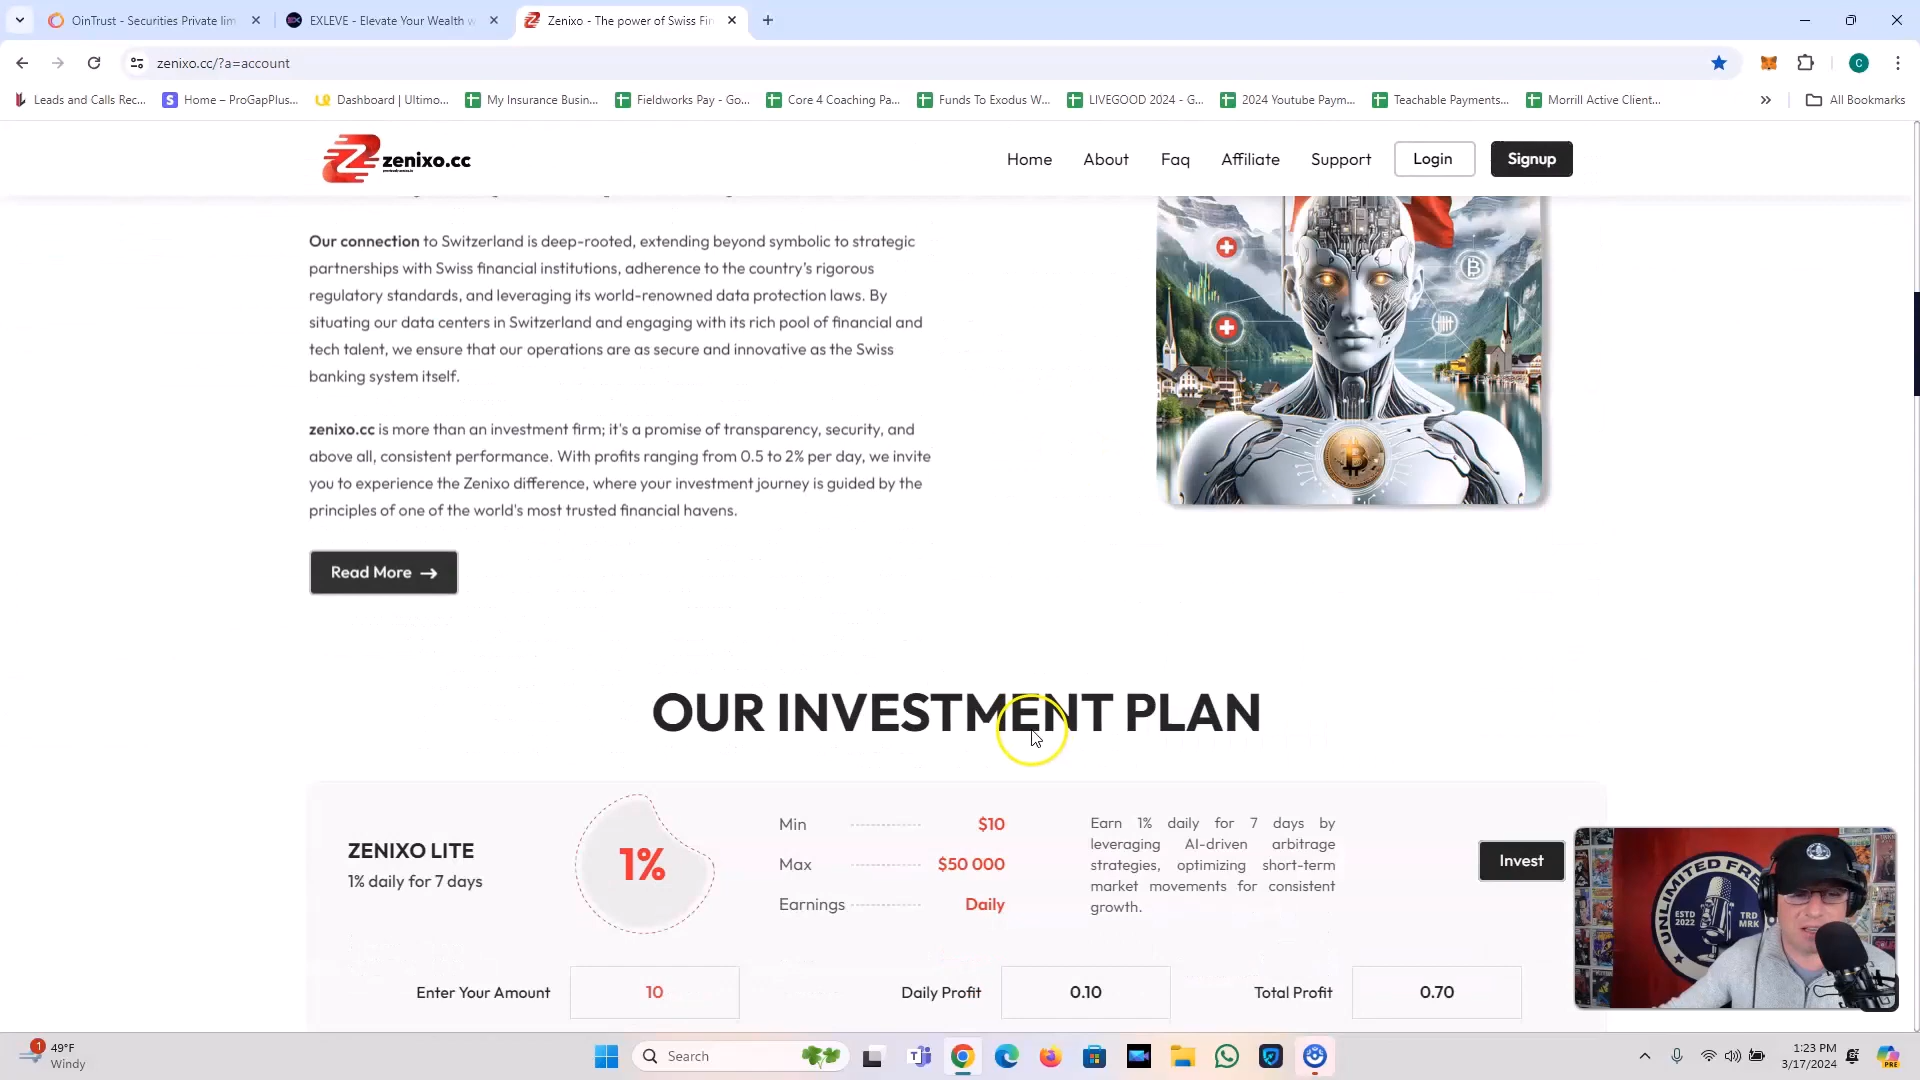 OinTrust - Securities Private lim
EXLEVE - Elevate Your Wealth w
Zenixo - The power of Swiss Fin
zenixo.cc/?a=account
C
Leads and Calls Rec...
Home – ProGapPlus...
Dashboard | Ultimo...
My Insurance Busin...
Fieldworks Pay - Go...
Core 4 Coaching Pa...
Funds To Exodus W...
LIVEGOOD 2024 - G...
2024 Youtube Paym...
Teachable Payments...
Morrill Active Client...
All Bookmarks
zenixo.cc
Home
About
Faq
Affiliate
Support
Login
Signup
Our connection to Switzerland is deep-rooted, extending beyond symbolic to strategic
partnerships with Swiss financial institutions, adherence to the country's rigorous
regulatory standards, and leveraging its world-renowned data protection laws. By
situating our data centers in Switzerland and engaging with its rich pool of financial and
tech talent, we ensure that our operations are as secure and innovative as the Swiss
banking system itself.
zenixo.cc is more than an investment firm; it's a promise of transparency, security, and
above all, consistent performance. With profits ranging from 0.5 to 2% per day, we invite
you to experience the Zenixo difference, where your investment journey is guided by the
principles of one of the world's most trusted financial havens.
Read More →
OUR INVESTMENT PLAN
ZENIXO LITE
1% daily for 7 days
1%
Min $10
Max $50 000
Earnings Daily
Earn 1% daily for 7 days by
leveraging AI-driven arbitrage
strategies, optimizing short-term
market movements for consistent
growth.
Invest
Enter Your Amount 10
Daily Profit 0.10
Total Profit 0.70
UNLIMITED FRE
ESTD
2022
TRD
MRK
1
49°F
Windy
Search
PRE
1:23 PM
3/17/2024